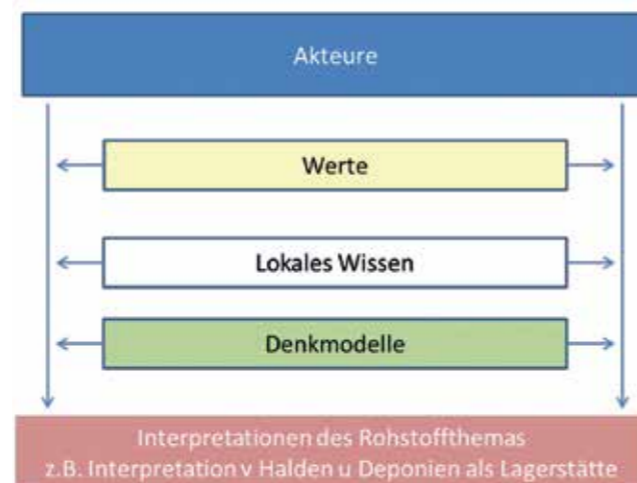 Akteure
Werte
Lokales Wissen
Denkmodelle
Interpretationen des Rohstoffthemas
z.B. Interpretation v Halden u Deponien als Lagerstätte